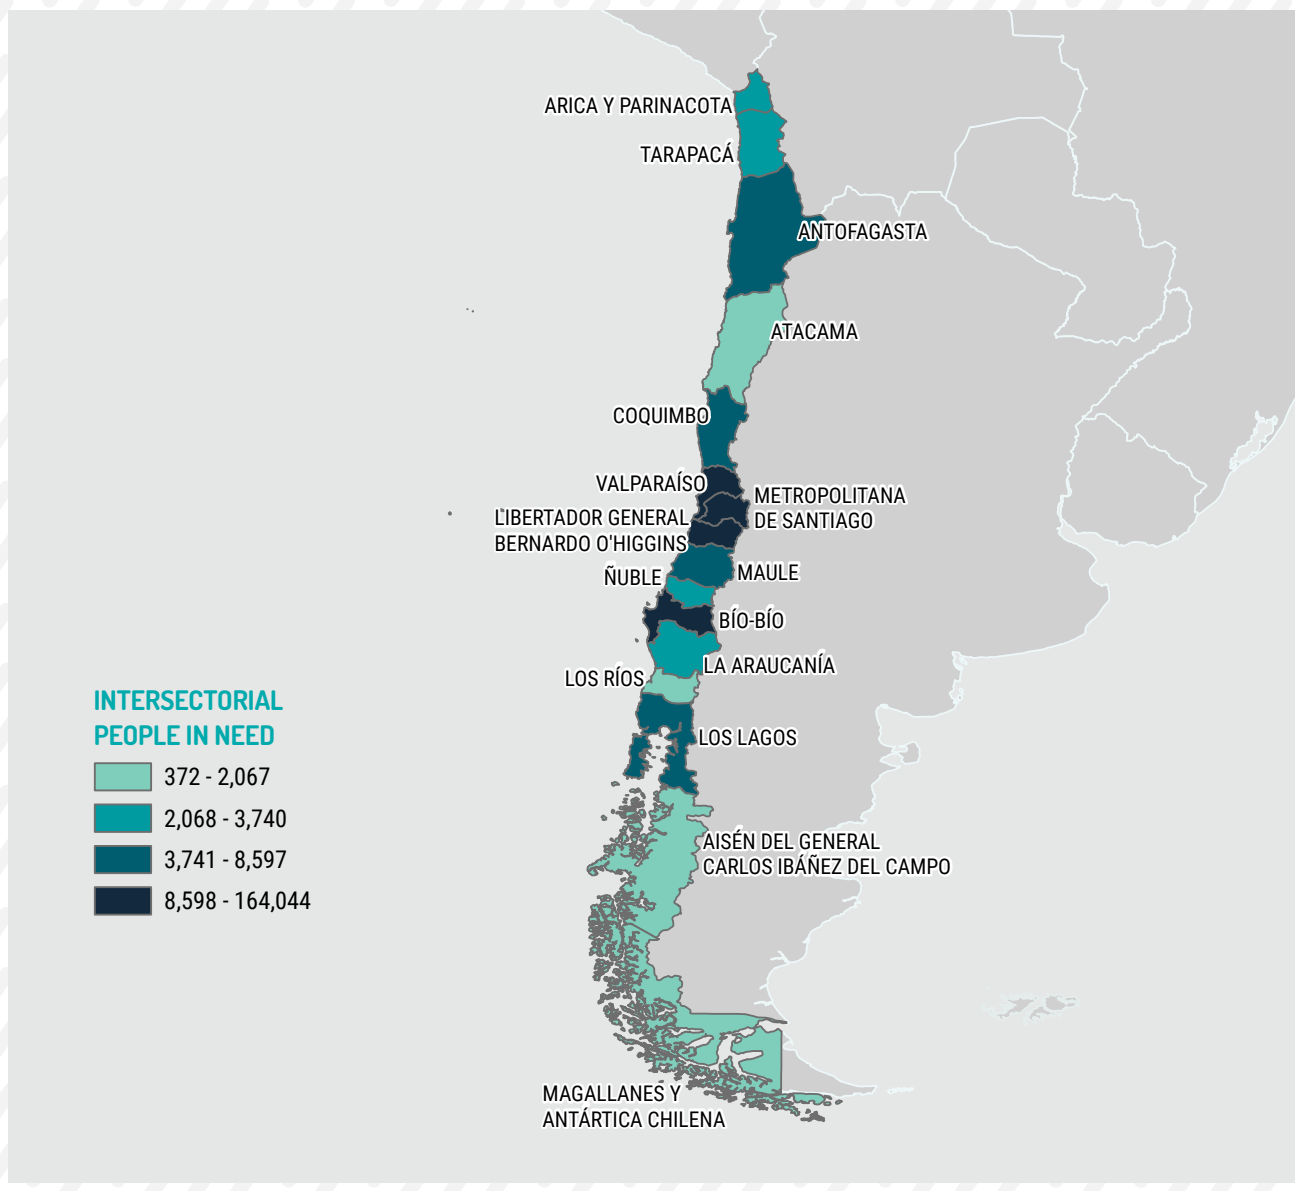 ARICA Y PARINACOTA
TARAPACÁ
ANTOFAGASTA
ATACAMA
COQUIMBO
VALPARAÍSO
METROPOLITANA
DE SANTIAGO
LIBERTADOR GENERAL
BERNARDO O'HIGGINS
MAULE
ÑUBLE
BÍO-BÍO
LA ARAUCANÍA
LOS RÍOS
LOS LAGOS
AISÉN DEL GENERAL
CARLOS IBÁÑEZ DEL CAMPO
MAGALLANES Y
ANTÁRTICA CHILENA
INTERSECTORIAL
PEOPLE IN NEED
372 - 2,067
2,068 - 3,740
3,741 - 8,597
8,598 - 164,044